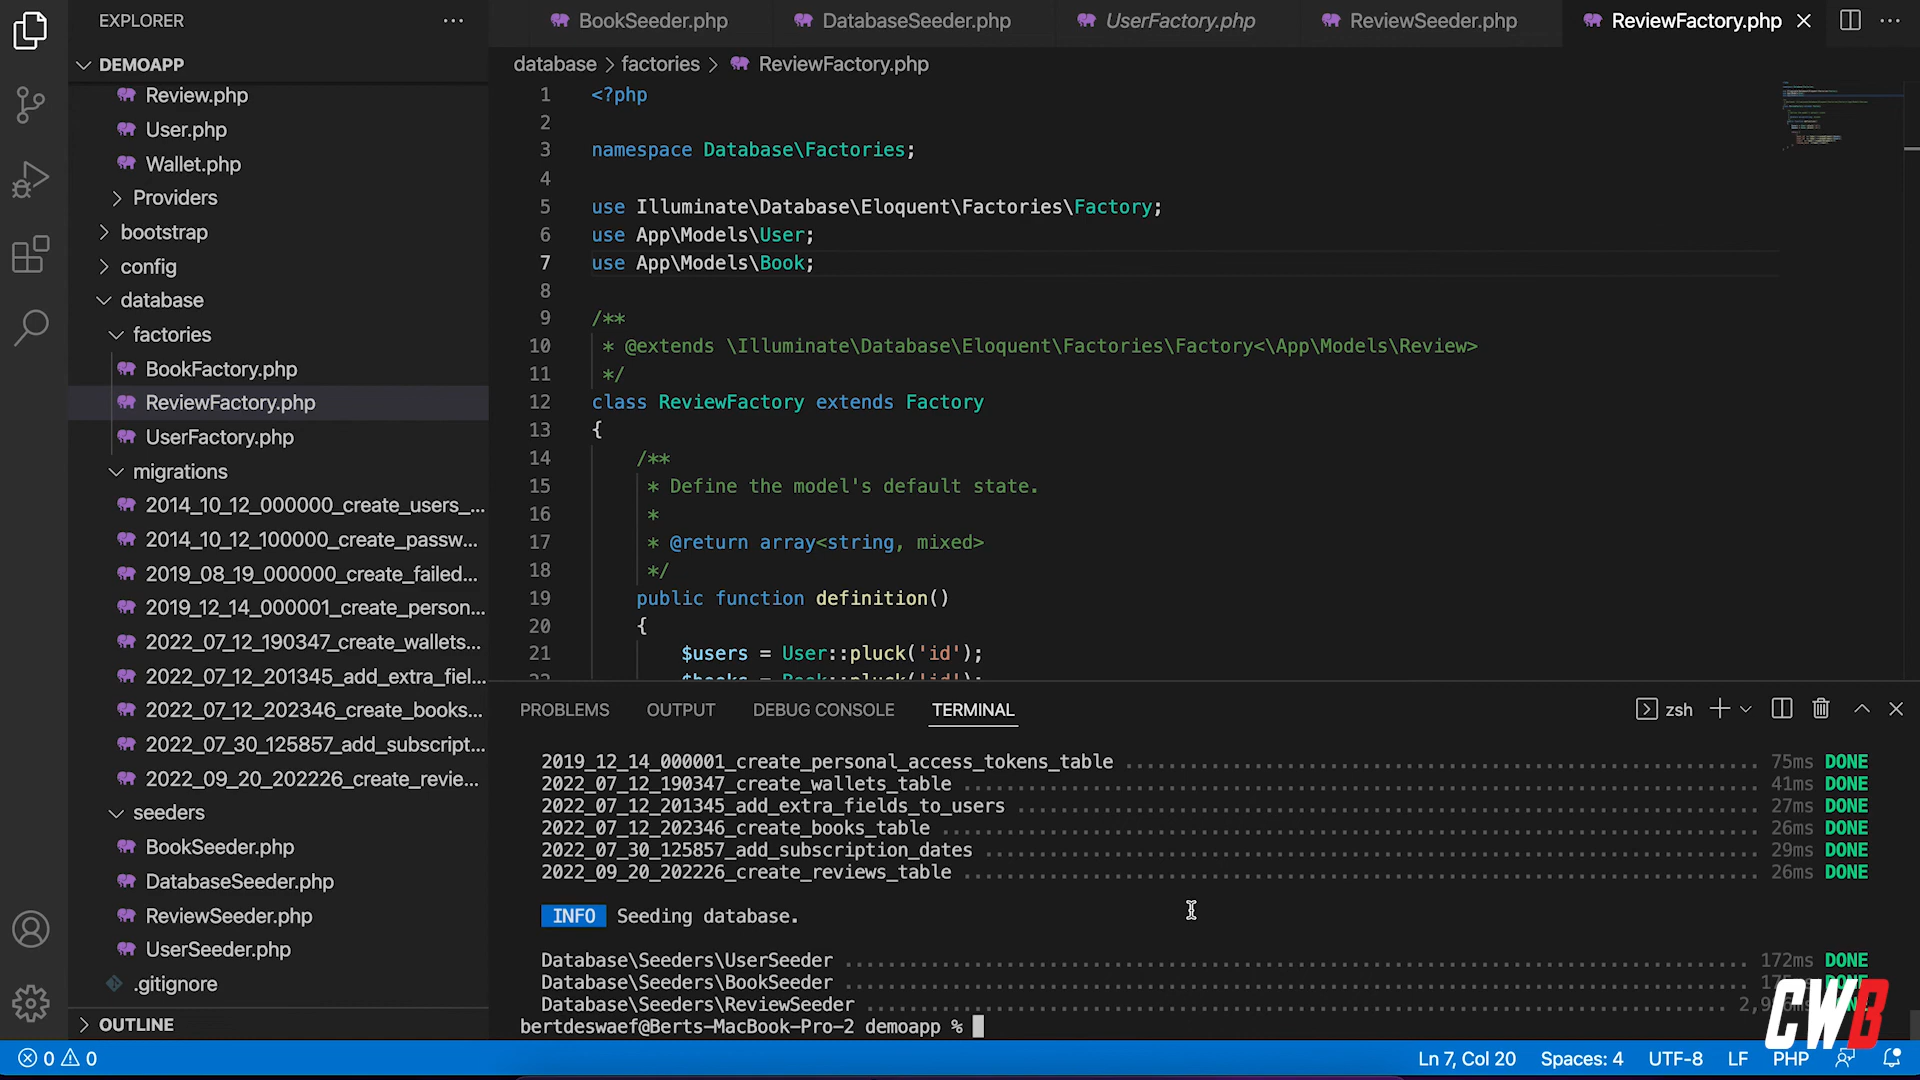 EXPLORER
DEMOAPP
Review.php
User.php
Wallet.php
Providers
bootstrap
config
database
factories
BookFactory.php
ReviewFactory.php
UserFactory.php
migrations
2014_10_12_000000_create_users_...
2014_10_12_100000_create_passw...
2019_08_19_000000_create_failed...
2019_12_14_000001_create_person...
2022_07_12_190347_create_wallets...
2022_07_12_201345_add_extra_fiel...
2022_07_12_202346_create_books...
2022_07_30_125857_add_subscript...
2022_09_20_202226_create_revie...
seeders
BookSeeder.php
DatabaseSeeder.php
ReviewSeeder.php
UserSeeder.php
.gitignore
OUTLINE
BookSeeder.php DatabaseSeeder.php UserFactory.php ReviewSeeder.php ReviewFactory.php
database > factories > ReviewFactory.php
1 <?php
2
3 namespace Database\Factories;
4
5 use Illuminate\Database\Eloquent\Factories\Factory;
6 use App\Models\User;
7 use App\Models\Book;
8
9 /**
10 * @extends \Illuminate\Database\Eloquent\Factories\Factory<\App\Models\Review>
11 */
12 class ReviewFactory extends Factory
13 {
14 /**
15 * Define the model's default state.
16 *
17 * @return array<string, mixed>
18 */
19 public function definition()
20 {
21 $users = User::pluck('id');
22 $books = Book::pluck('id');
PROBLEMS OUTPUT DEBUG CONSOLE TERMINAL zsh
2019_12_14_000001_create_personal_access_tokens_table 75ms DONE
2022_07_12_190347_create_wallets_table 41ms DONE
2022_07_12_201345_add_extra_fields_to_users 27ms DONE
2022_07_12_202346_create_books_table 26ms DONE
2022_07_30_125857_add_subscription_dates 29ms DONE
2022_09_20_202226_create_reviews_table 26ms DONE
INFO Seeding database.
Database\Seeders\UserSeeder 172ms DONE
Database\Seeders\BookSeeder
Database\Seeders\ReviewSeeder
bertdeswaef@Berts-MacBook-Pro-2 demoapp %
CWB
0 0 Ln 7, Col 20 Spaces: 4 UTF-8 LF PHP